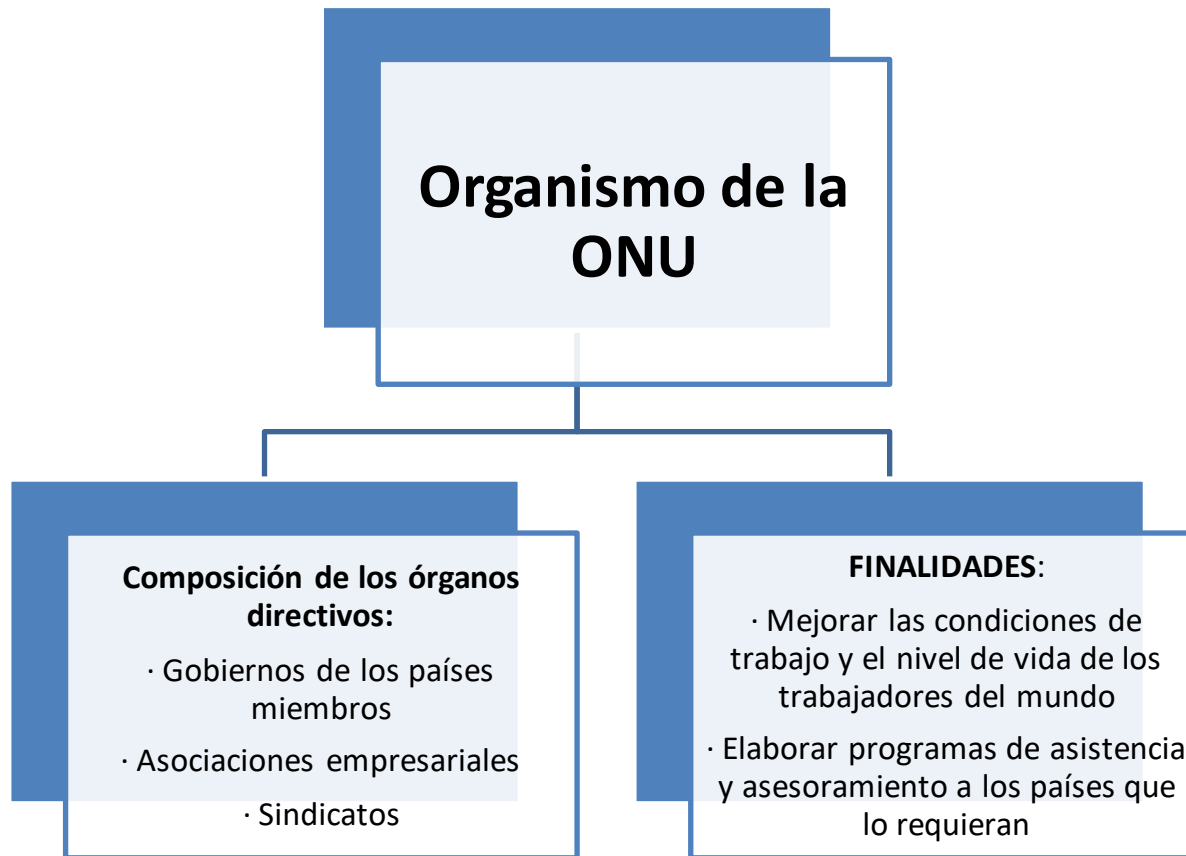 Organismo de la
ONU
Composición de los órganos
directivos:
· Gobiernos de los países
miembros
· Asociaciones empresariales
· Sindicatos
FINALIDADES:
· Mejorar las condiciones de
trabajo y el nivel de vida de los
trabajadores del mundo
· Elaborar programas de asistencia
y asesoramiento a los países que
lo requieran